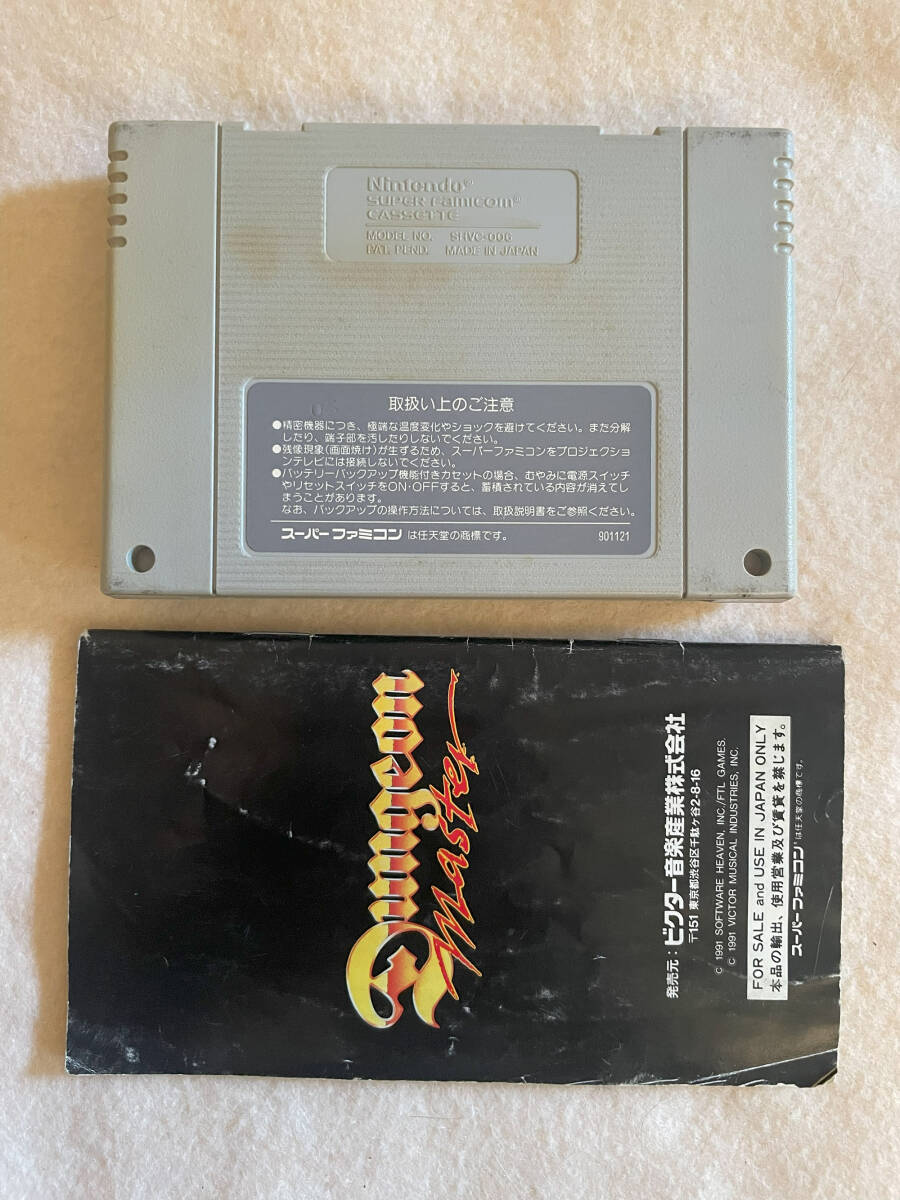 Nintendo®
SUPER Famicom®
CASSETTE
MODEL NO. SHVC-006
PAT. PEND. MADE IN JAPAN
取扱い上のご注意
●精密機器につき、極端な温度変化やショックを避けてください。また分解
したり、端子部を汚したりしないでください。
●残像現象(画面焼け)が生ずるため、スーパーファミコンをプロジェクショ
ンテレビには接続しないでください。
●バッテリーバックアップ機能付きカセットの場合、むやみに電源スイッチ
やリセットスイッチをON・OFFすると、蓄積されている内容が消えてし
まうことがあります。
なお、バックアップの操作方法については、取扱説明書をご参照ください。
スーパーファミコン は任天堂の商標です。
901121
Dungeon
Master
発売元：ビクター音楽産業株式会社
〒151 東京都渋谷区千駄ヶ谷2-8-16
© 1991 SOFTWARE HEAVEN, INC./FTL GAMES.
© 1991 VICTOR MUSICAL INDUSTRIES, INC.
FOR SALE and USE IN JAPAN ONLY
本品の輸出、使用営業及び賃貸を禁じます。
スーパーファミコン®は任天堂の商標です。